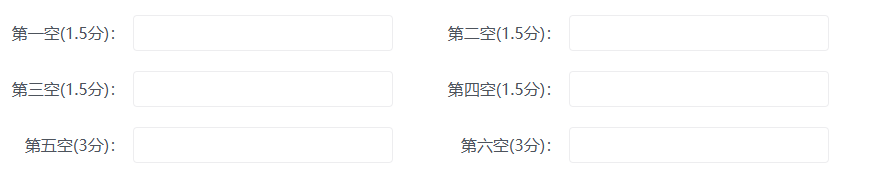 第一空(1.5分)： 第二空(1.5分)：
第三空(1.5分)： 第四空(1.5分)：
第五空(3分)： 第六空(3分)：